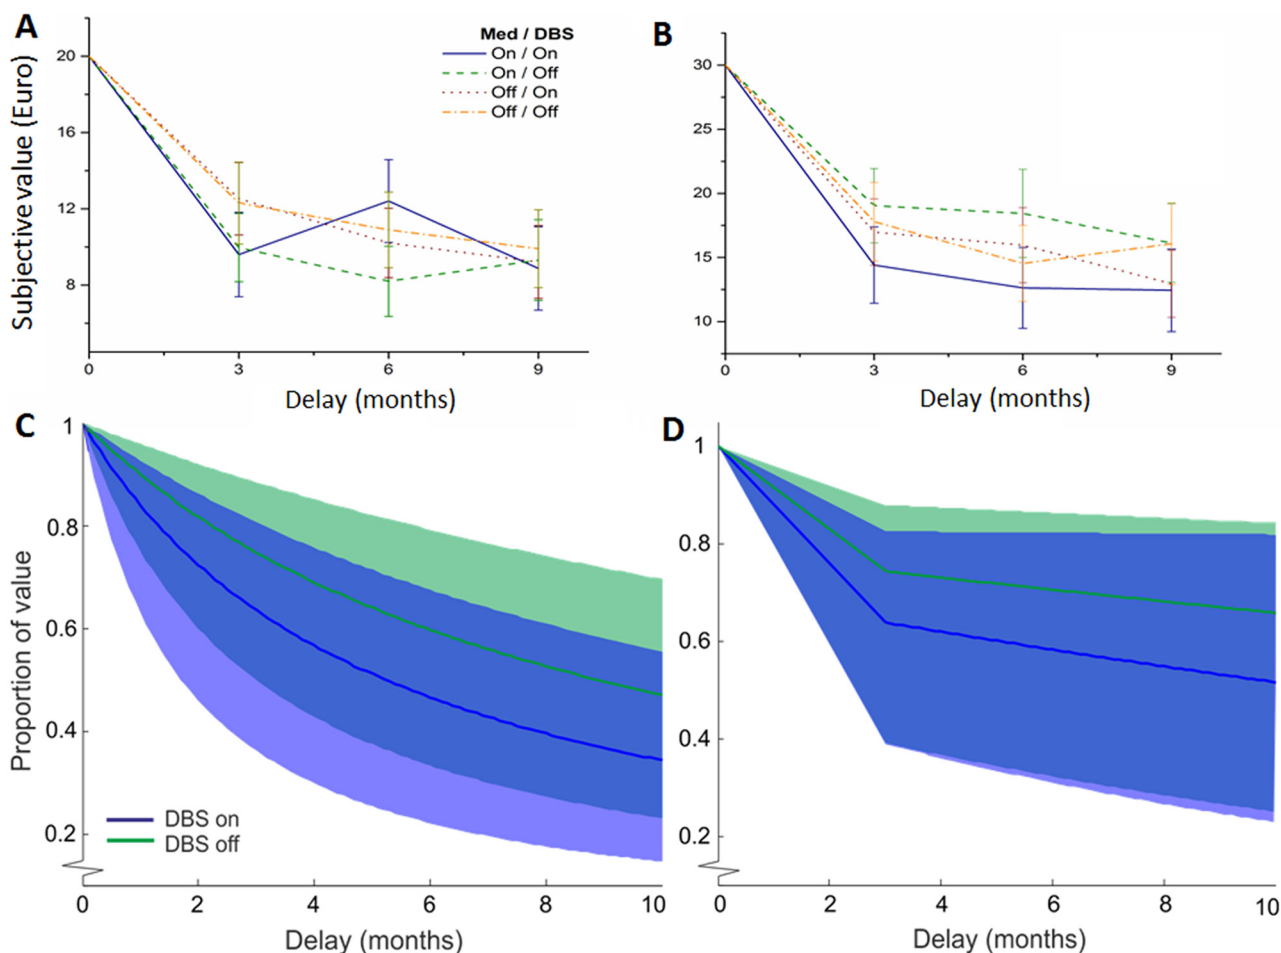 A
Med / DBS
On / On
On / Off
Off / On
Off / Off
Subjective value (Euro)
20
16
12
8
0 3 6 9
Delay (months)
B
30
25
20
15
10
0 3 6 9
Delay (months)
C
Proportion of value
1
0.8
0.6
0.4
0.2
DBS on
DBS off
0 2 4 6 8 10
Delay (months)
D
1
0.8
0.6
0.4
0.2
0 2 4 6 8 10
Delay (months)